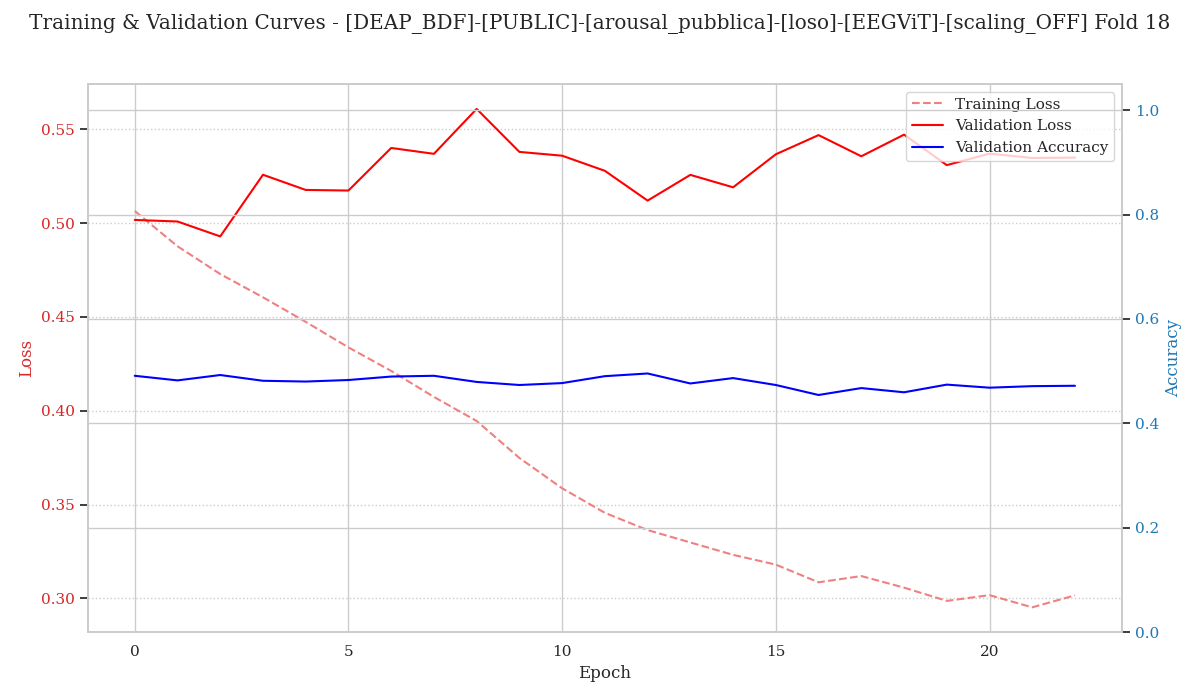 Training & Validation Curves - [DEAP_BDF]-[PUBLIC]-[arousal_pubblica]-[loso]-[EEGViT]-[scaling_OFF] Fold 18
Training Loss
Validation Loss
Validation Accuracy
0.55
0.50
0.45
0.40
0.35
0.30
Loss
1.0
0.8
0.6
0.4
0.2
0.0
Accuracy
0 5 10 15 20
Epoch